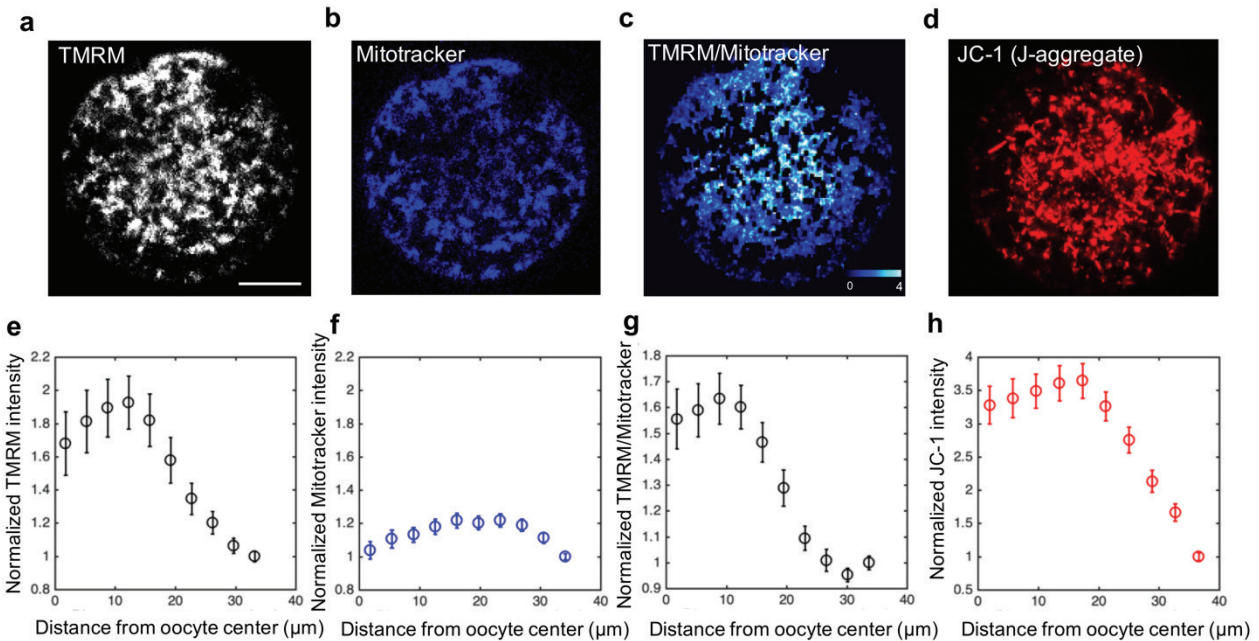 a
TMRM
b
Mitotracker
c
TMRM/Mitotracker
0 4
d
JC-1 (J-aggregate)
e
Normalized TMRM intensity
2.2
2
1.8
1.6
1.4
1.2
1
0.8
0 10 20 30 40
Distance from oocyte center (µm)
f
Normalized Mitotracker intensity
2.2
2
1.8
1.6
1.4
1.2
1
0.8
0 10 20 30 40
Distance from oocyte center (µm)
g
Normalized TMRM/Mitotracker
1.8
1.7
1.6
1.5
1.4
1.3
1.2
1.1
1
0.9
0 10 20 30 40
Distance from oocyte center (µm)
h
Normalized JC-1 intensity
4
3.5
3
2.5
2
1.5
1
0.5
0 10 20 30 40
Distance from oocyte center (µm)